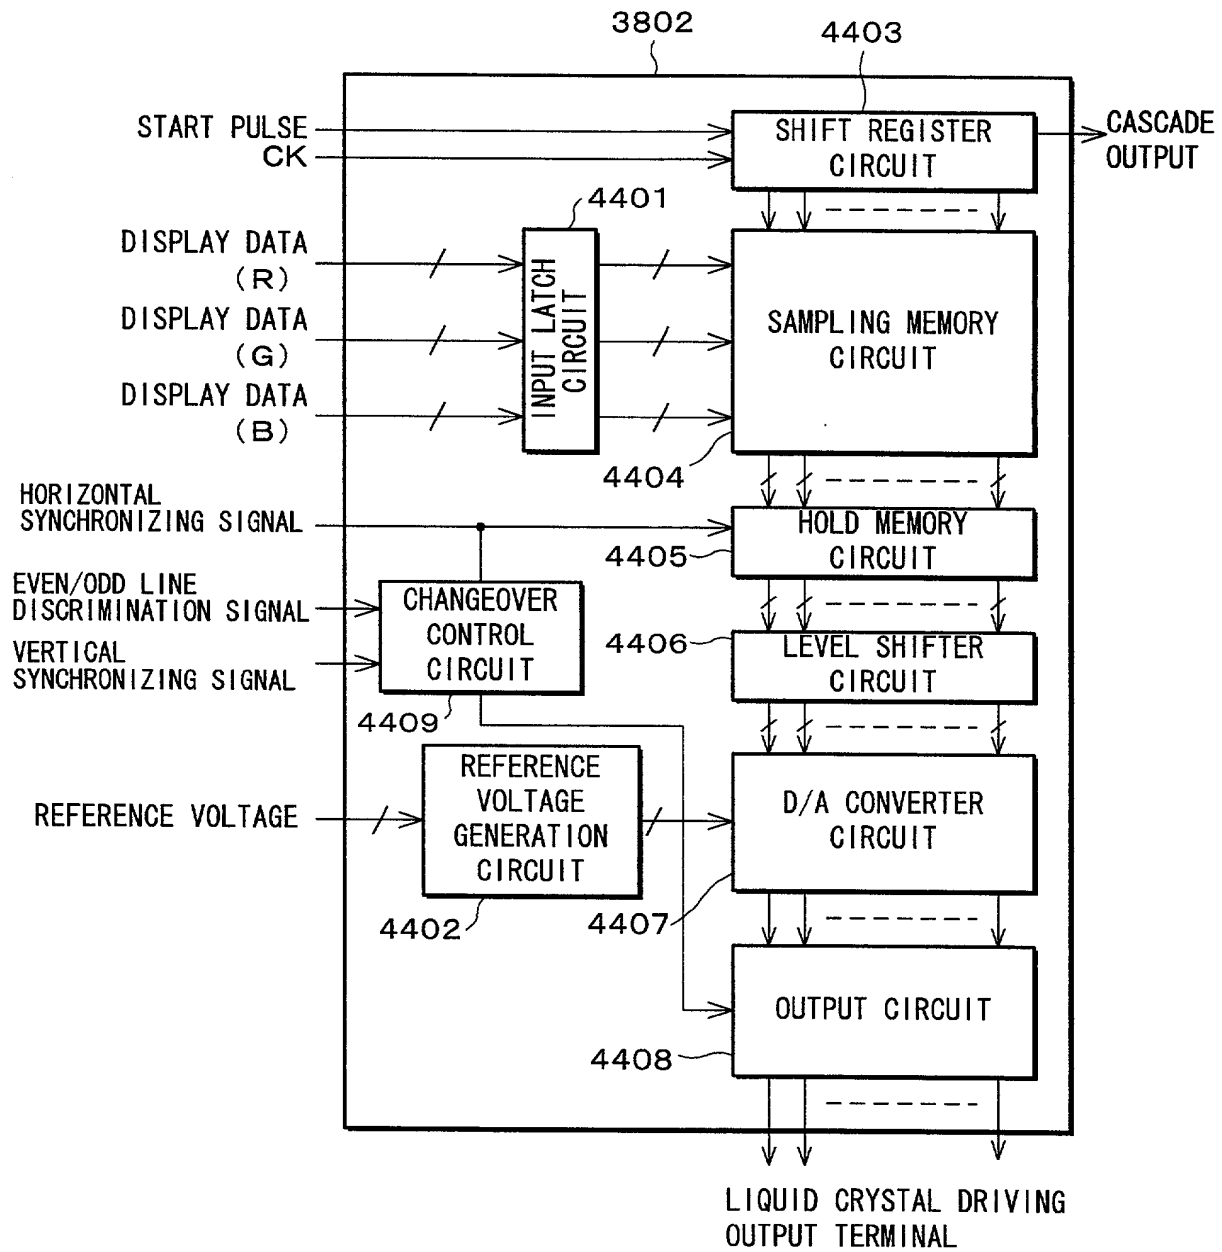 3802
4403
START PULSE
CK
SHIFT REGISTER
CIRCUIT
CASCADE
OUTPUT
4401
DISPLAY DATA
(R)
DISPLAY DATA
(G)
DISPLAY DATA
(B)
INPUT LATCH
CIRCUIT
SAMPLING MEMORY
CIRCUIT
4404
HORIZONTAL
SYNCHRONIZING SIGNAL
HOLD MEMORY
CIRCUIT
4405
EVEN/ODD LINE
DISCRIMINATION SIGNAL
VERTICAL
SYNCHRONIZING SIGNAL
CHANGEOVER
CONTROL
CIRCUIT
4409
4406
LEVEL SHIFTER
CIRCUIT
REFERENCE VOLTAGE
REFERENCE
VOLTAGE
GENERATION
CIRCUIT
4402
D/A CONVERTER
CIRCUIT
4407
OUTPUT CIRCUIT
4408
LIQUID CRYSTAL DRIVING
OUTPUT TERMINAL